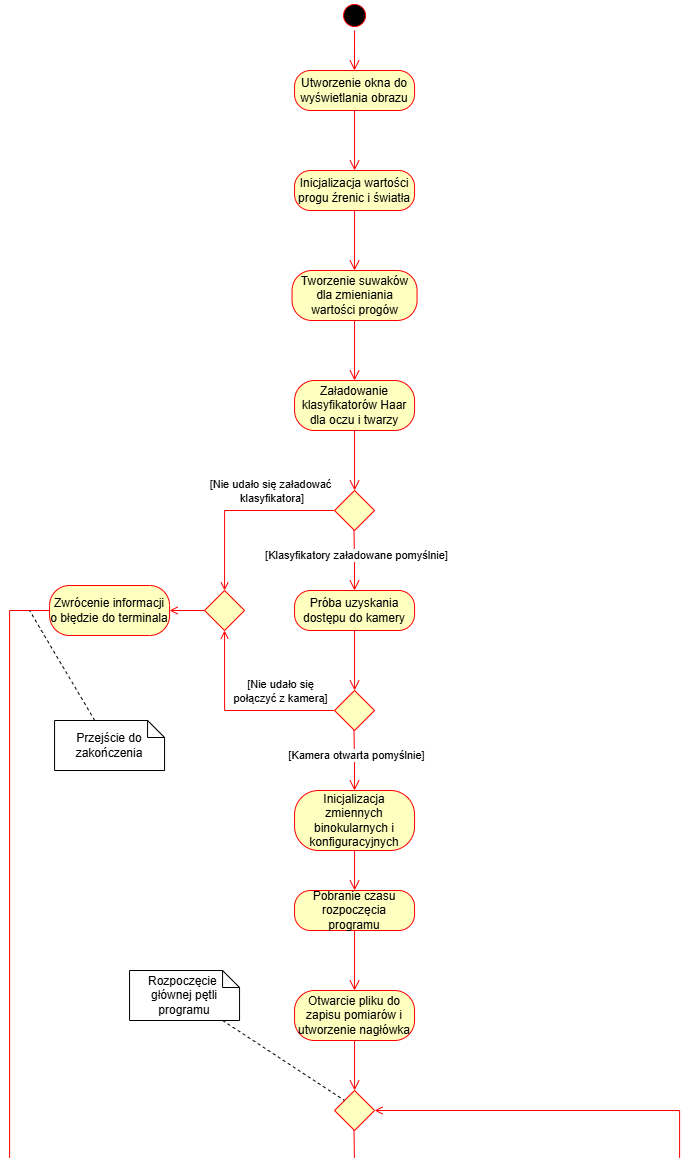 Utworzenie okna do
wyświetlania obrazu
Inicjalizacja wartości
progu źrenic i światła
Tworzenie suwaków
dla zmieniania
wartości progów
Załadowanie
klasyfikatorów Haar
dla oczu i twarzy
[Nie udało się załadować
klasyfikatora]
[Klasyfikatory załadowane pomyślnie]
Zwrócenie informacji
o błędzie do terminala
Próba uzyskania
dostępu do kamery
[Nie udało się
połączyć z kamerą]
Przejście do
zakończenia
[Kamera otwarta pomyślnie]
Inicjalizacja
zmiennych
binokularnych i
konfiguracyjnych
Pobranie czasu
rozpoczęcia
programu
Rozpoczęcie
głównej pętli
programu
Otwarcie pliku do
zapisu pomiarów i
utworzenie nagłówka